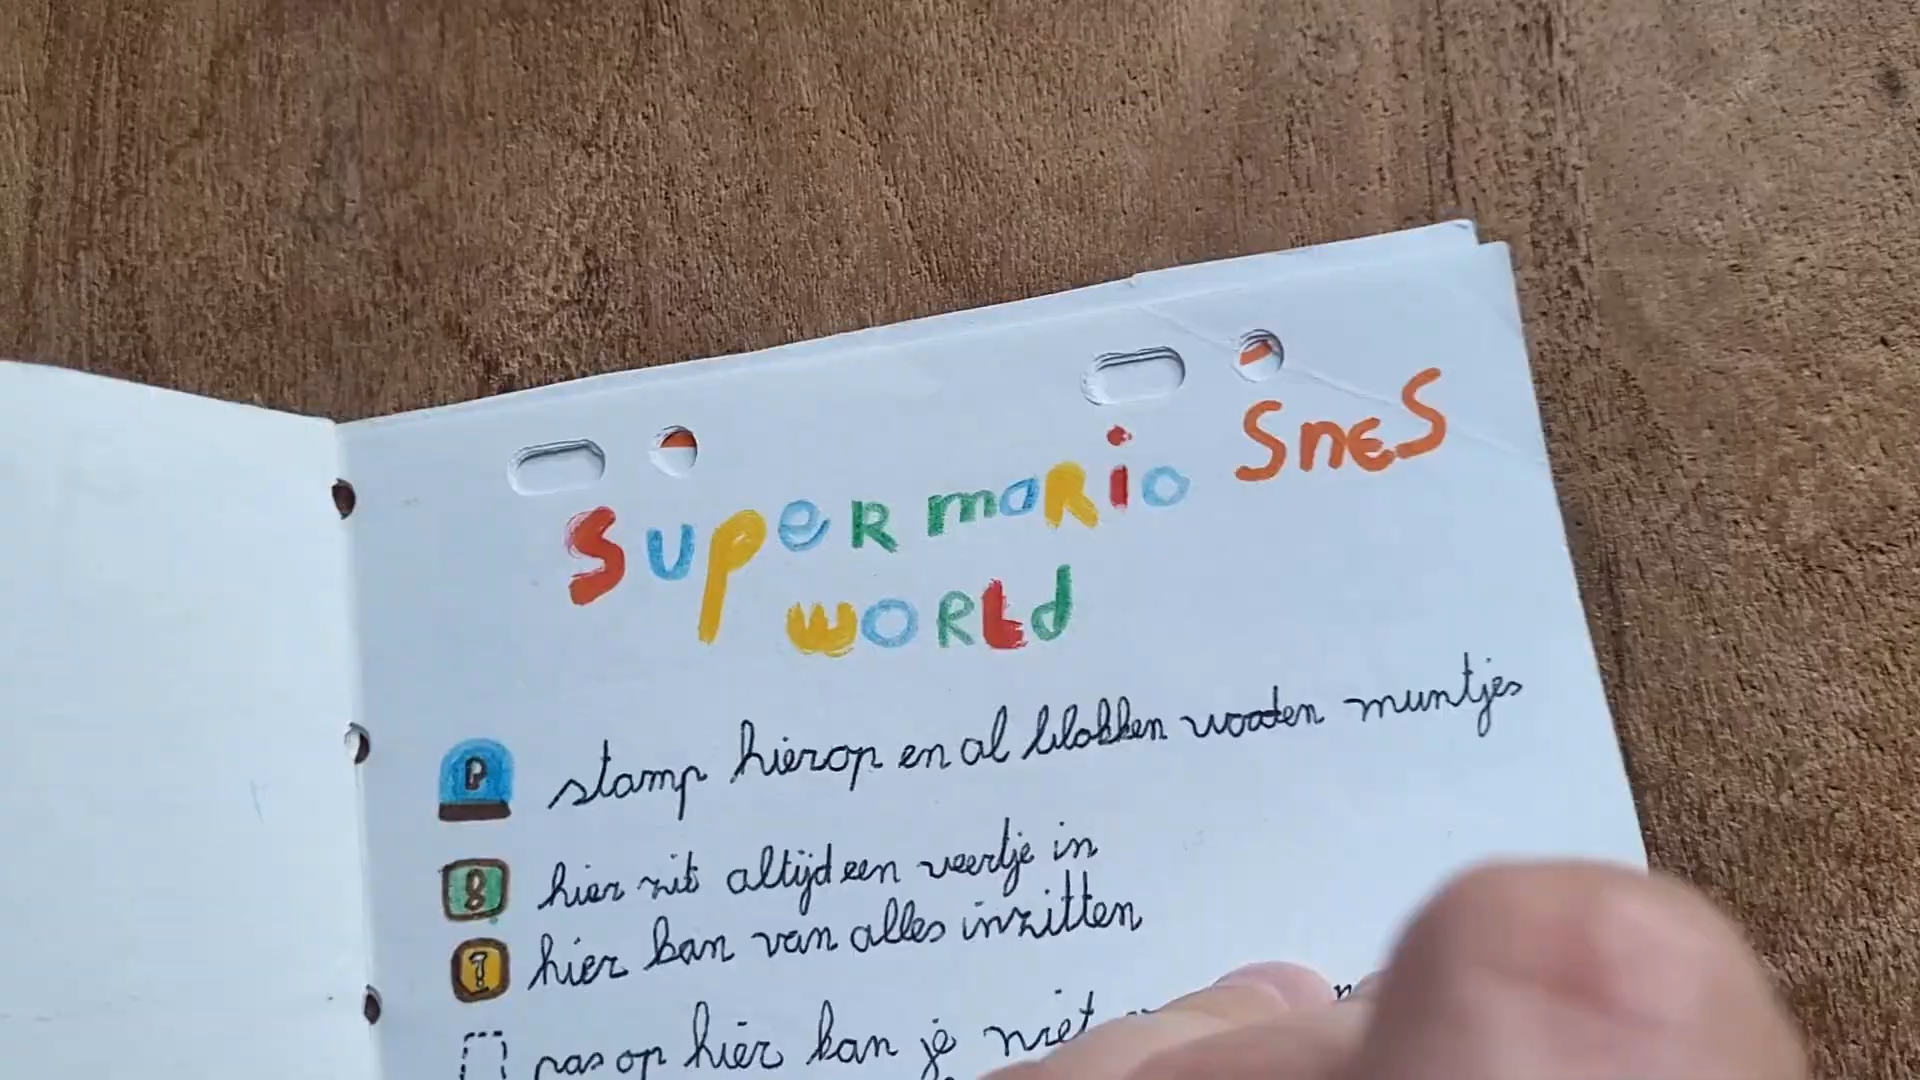 SnES
SupeR maRio
woRLd
P stamp hierop en al blokken worden muntjes
8 hier zit altijd een veertje in
? hier kan van alles inzitten
pas op hier kan je niet